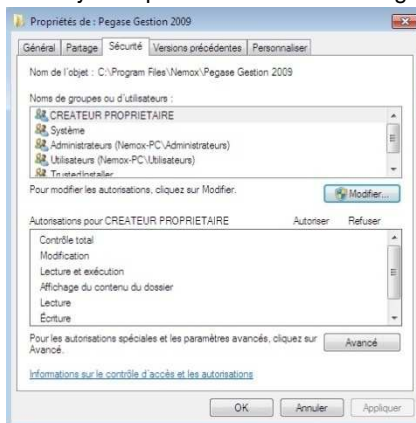 Propriétés de : Pegase Gestion 2009
Général Partage Sécurité Versions précédentes Personnaliser
Nom de l'objet : C:\Program Files\Nemox\Pegase Gestion 2009
Noms de groupes ou d'utilisateurs :
CREATEUR PROPRIETAIRE
Système
Administrateurs (Nemox-PC\Administrateurs)
Utilisateurs (Nemox-PC\Utilisateurs)
TrustedInstaller
Pour modifier les autorisations, cliquez sur Modifier.
Modifier...
Autorisations pour CREATEUR PROPRIETAIRE Autoriser Refuser
Contrôle total
Modification
Lecture et exécution
Affichage du contenu du dossier
Lecture
Écriture
Pour les autorisations spéciales et les paramètres avancés, cliquez sur Avancé.
Avancé
Informations sur le contrôle d'accès et les autorisations
OK Annuler Appliquer